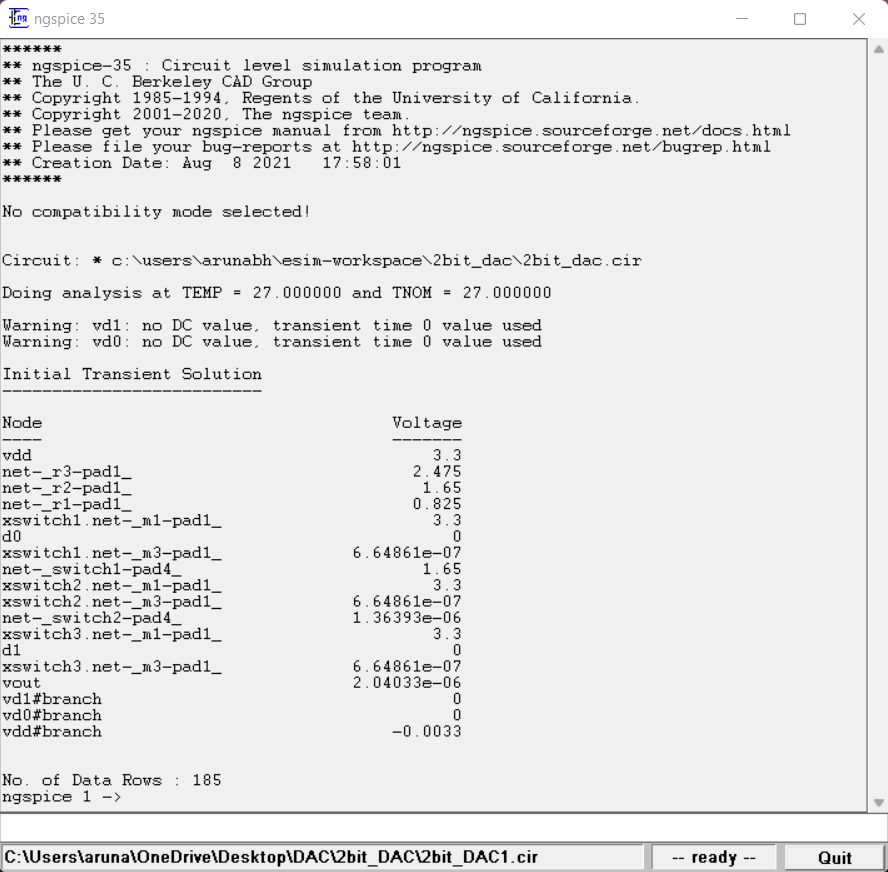 ngspice 35
******
** ngspice-35 : Circuit level simulation program
** The U. C. Berkeley CAD Group
** Copyright 1985-1994, Regents of the University of California.
** Copyright 2001-2020, The ngspice team.
** Please get your ngspice manual from http://ngspice.sourceforge.net/docs.html
** Please file your bug-reports at http://ngspice.sourceforge.net/bugrep.html
** Creation Date: Aug  8 2021   17:58:01
******
No compatibility mode selected!
Circuit: * c:\users\arunabh\esim-workspace\2bit_dac\2bit_dac.cir
Doing analysis at TEMP = 27.000000 and TNOM = 27.000000
Warning: vd1: no DC value, transient time 0 value used
Warning: vd0: no DC value, transient time 0 value used
Initial Transient Solution
--------------------------
Node                                   Voltage
----                                   -------
vdd                                        3.3
net-_r3-pad1_                            2.475
net-_r2-pad1_                             1.65
net-_r1-pad1_                            0.825
xswitch1.net-_m1-pad1_                     3.3
d0                                           0
xswitch1.net-_m3-pad1_             6.64861e-07
net-_switch1-pad4_                        1.65
xswitch2.net-_m1-pad1_                     3.3
xswitch2.net-_m3-pad1_             6.64861e-07
net-_switch2-pad4_                 1.36393e-06
xswitch3.net-_m1-pad1_                     3.3
d1                                           0
xswitch3.net-_m3-pad1_             6.64861e-07
vout                               2.04033e-06
vd1#branch                                   0
vd0#branch                                   0
vdd#branch                             -0.0033
No. of Data Rows : 185
ngspice 1 ->
C:\Users\aruna\OneDrive\Desktop\DAC\2bit_DAC\2bit_DAC1.cir -- ready -- Quit